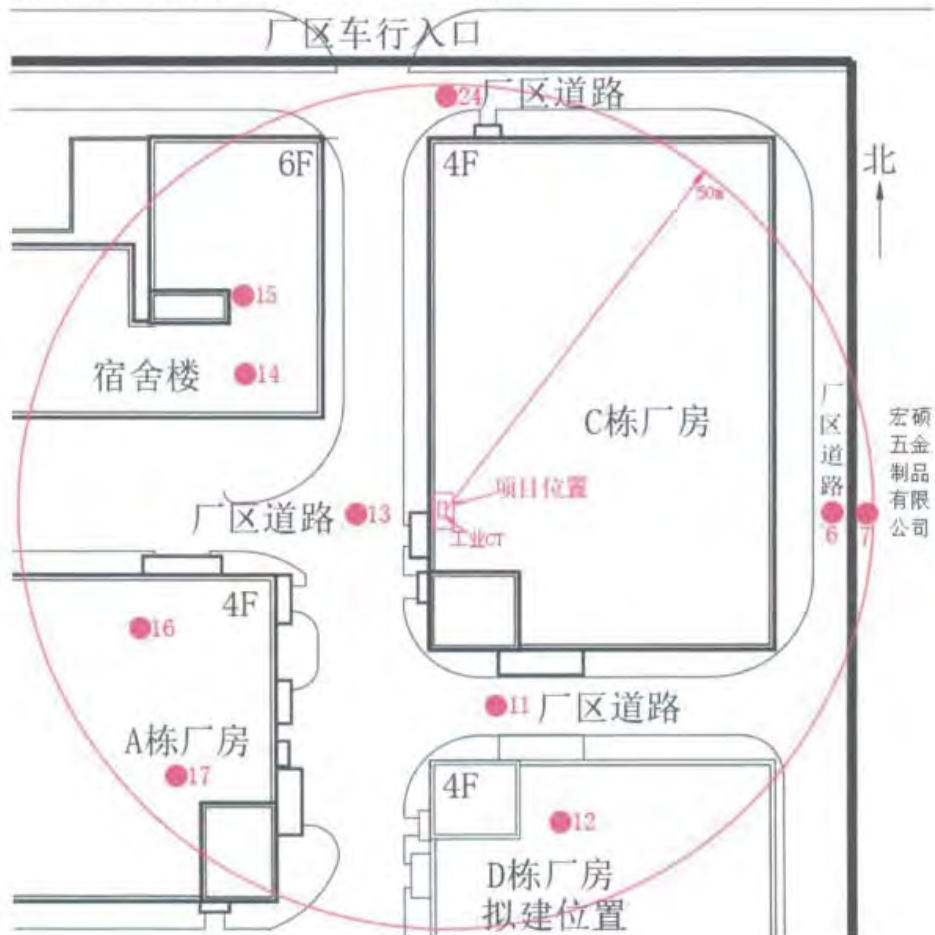 厂区车行入口
24
厂区道路
6F
4F
北
50m
15
宿舍楼
14
C栋厂房
厂区道路
宏硕
五金
制品
有限
公司
项目位置
厂区道路
13
工业CT
6
7
4F
16
11
厂区道路
A栋厂房
17
4F
12
D栋厂房
拟建位置